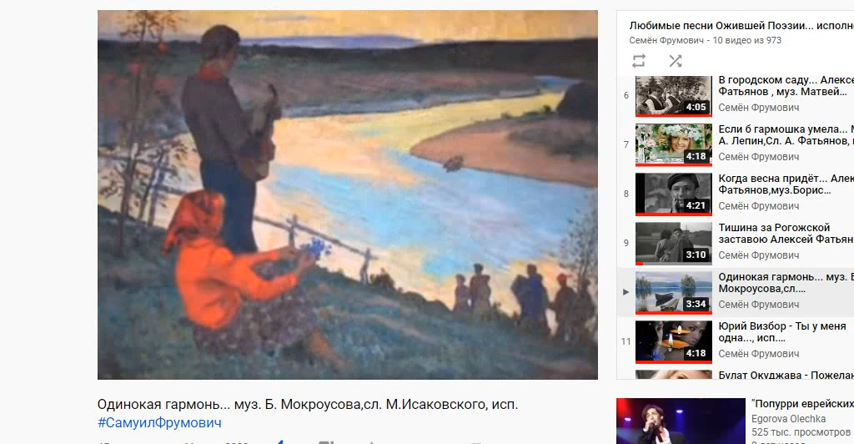 Любимые песни Ожившей Поэзии... исполн
Семён Фрумович - 10 видео из 973
6
В городском саду... Алексе
Фатьянов , муз. Матвей...
4:05
Семён Фрумович
7
Если б гармошка умела...
А. Лепин,Сл. А. Фатьянов,
4:18
Семён Фрумович
8
Когда весна придёт... Алек
Фатьянов,муз.Борис...
4:21
Семён Фрумович
9
Тишина за Рогожской
заставою Алексей Фатьян
3:10
Семён Фрумович
Одинокая гармонь... муз. Б
Мокроусова,сл....
3:34
Семён Фрумович
11
Юрий Визбор - Ты у меня
одна..., исп....
4:18
Семён Фрумович
Булат Окуджава - Пожелан
Одинокая гармонь... муз. Б. Мокроусова,сл. М.Исаковского, исп.
#СамуилФрумович
"Попурри еврейских
Egorova Olechka
525 тыс. просмотров